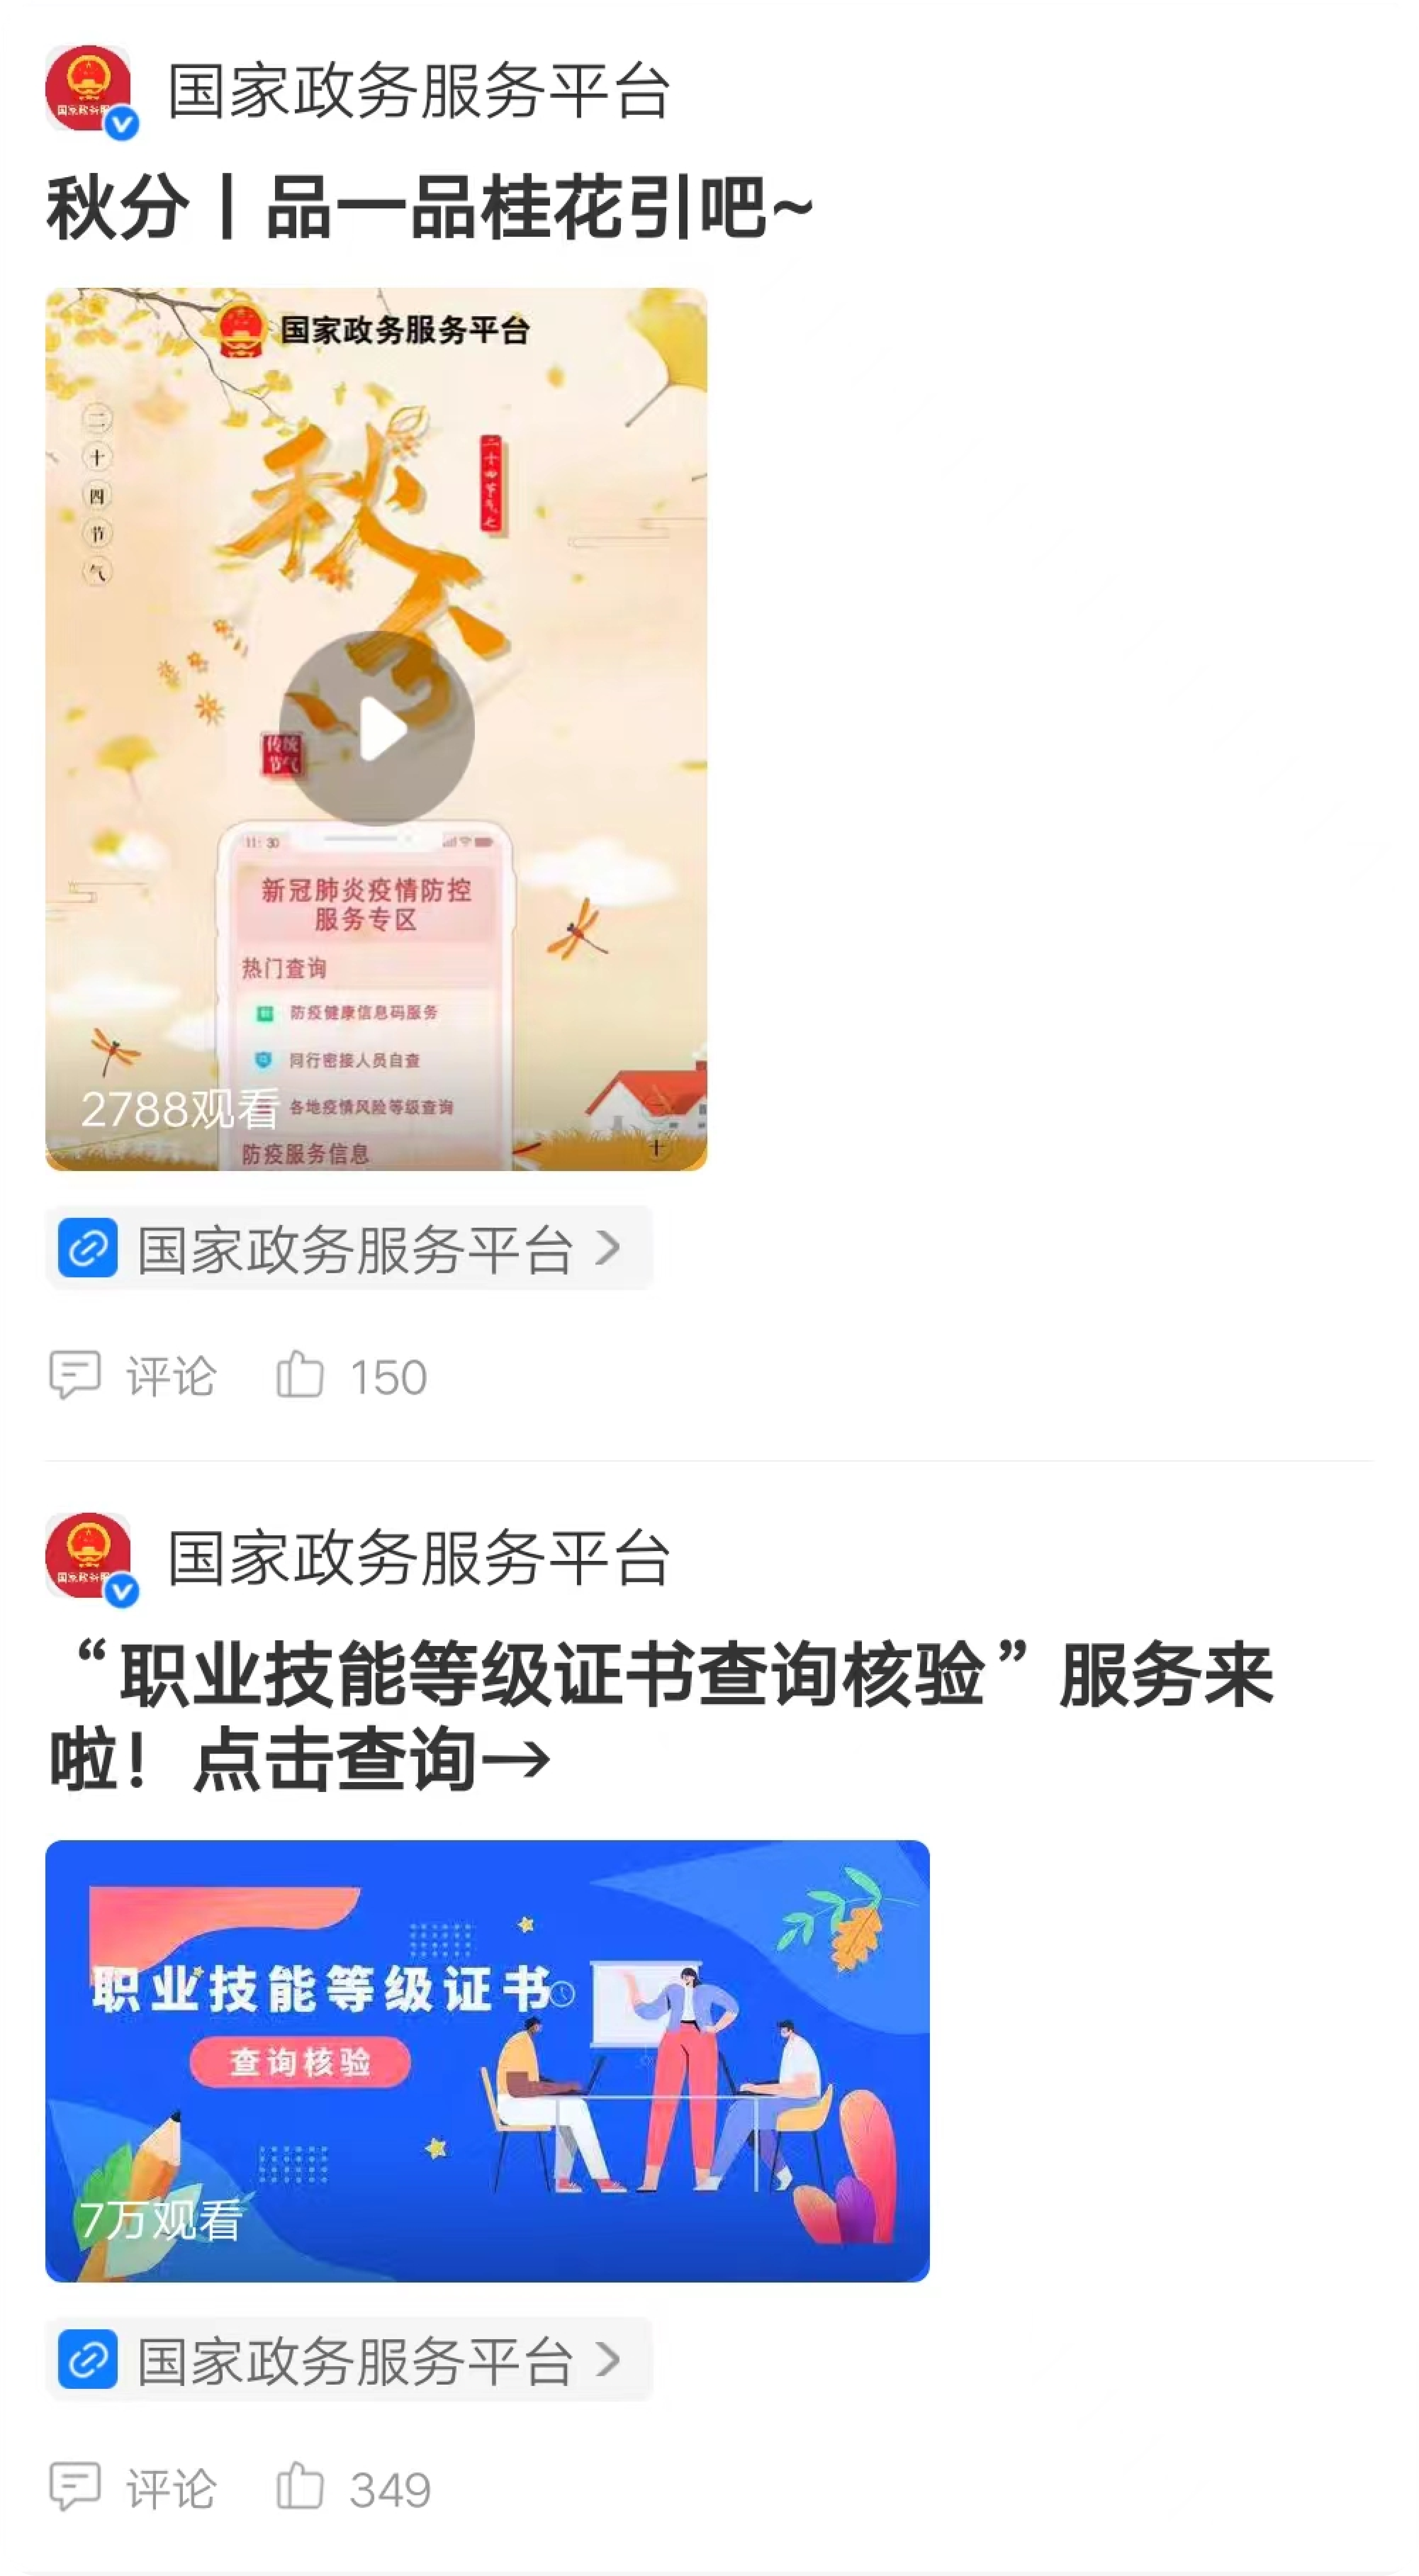 国家政务服务平台
秋分丨品一品桂花引吧~
国家政务服务平台
二十四节气
秋分
二十四节气之
传统
节气
11:30
新冠肺炎疫情防控
服务专区
热门查询
防疫健康信息码服务
同行密接人员自查
各地疫情风险等级查询
2788观看
防疫服务信息
国家政务服务平台
评论 150
国家政务服务平台
“职业技能等级证书查询核验”服务来
啦！点击查询→
职业技能等级证书
查询核验
7万观看
国家政务服务平台
评论 349